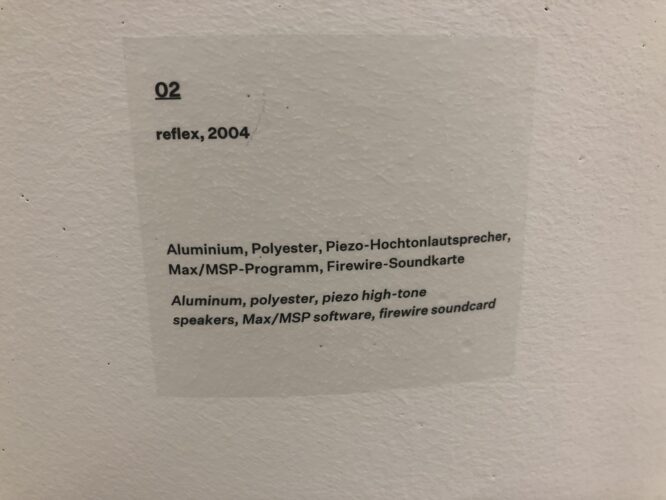 02
reflex, 2004
Aluminium, Polyester, Piezo-Hochtonlautsprecher,
Max/MSP-Programm, Firewire-Soundkarte
Aluminum, polyester, piezo high-tone
speakers, Max/MSP software, firewire soundcard